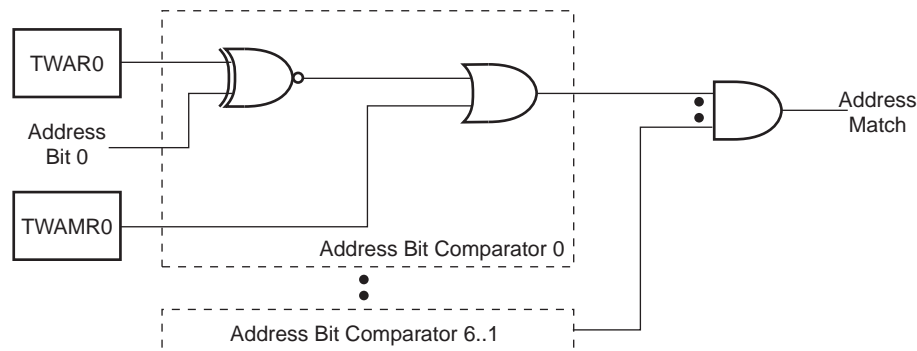 TWAR0
Address
Bit 0
TWAMR0
Address Bit Comparator 0
Address Bit Comparator 6..1
Address
Match